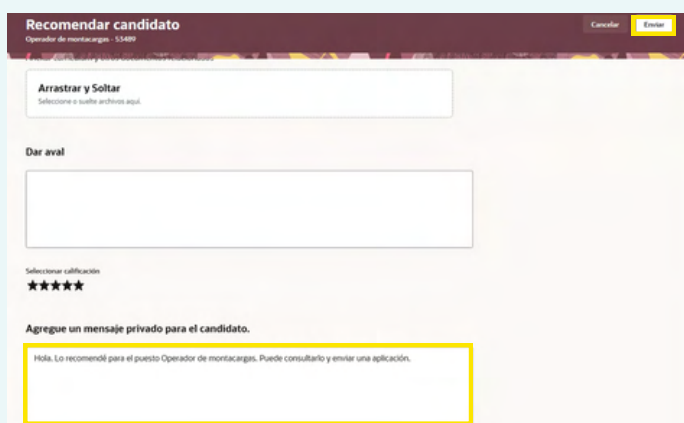 Recomendar candidato
Cancelar
Enviar
Operador de montacargas - 53489
Arrastrar y Soltar
Seleccione o suelte archivos aquí.
Dar aval
Seleccionar calificación
Agregue un mensaje privado para el candidato.
Hola. Lo recomendé para el puesto Operador de montacargas. Puede consultarlo y enviar una aplicación.